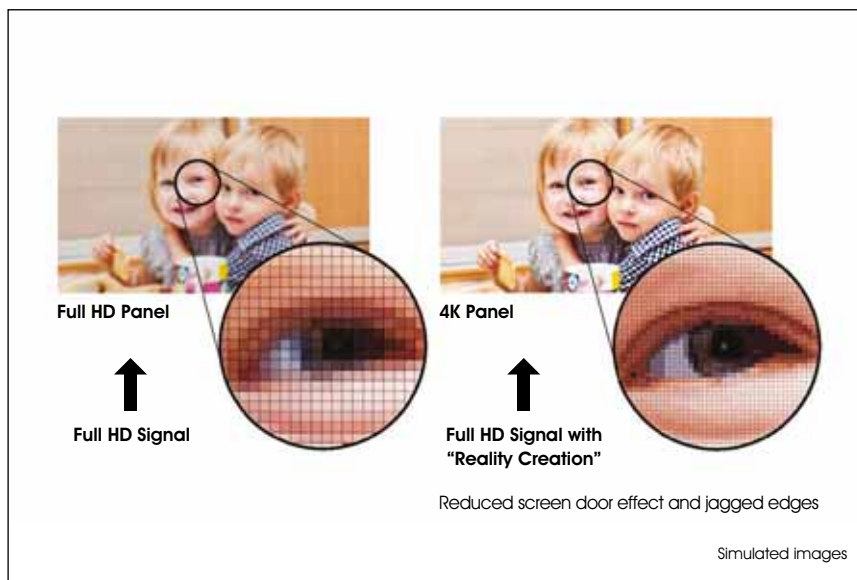 Full HD Panel
Full HD Signal
4K Panel
Full HD Signal with
“Reality Creation”
Reduced screen door effect and jagged edges
Simulated images